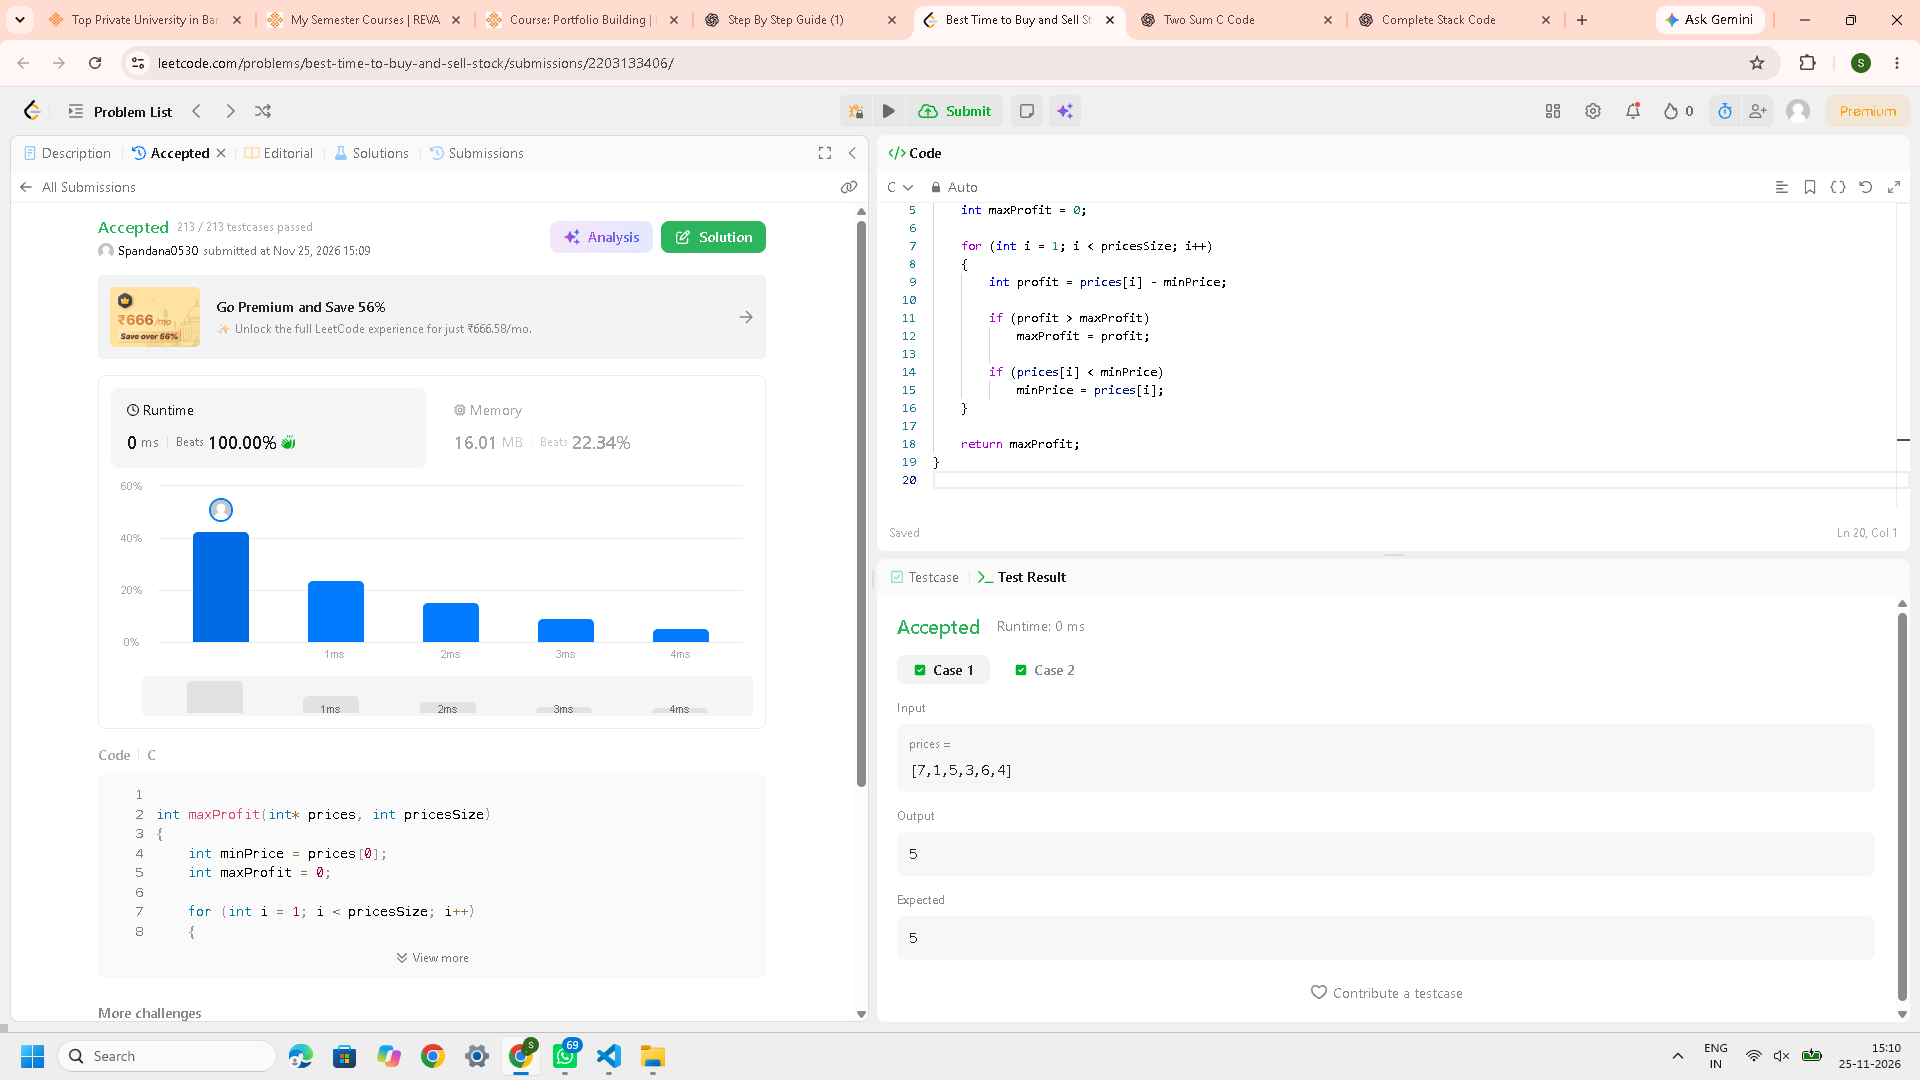 Top Private University in Ban
My Semester Courses | REVA
Course: Portfolio Building |
Step By Step Guide (1)
Best Time to Buy and Sell St
Two Sum C Code
Complete Stack Code
Ask Gemini
leetcode.com/problems/best-time-to-buy-and-sell-stock/submissions/2203133406/
S
Problem List
Submit
0
Premium
Description
Accepted
Editorial
Solutions
Submissions
All Submissions
Accepted 213 / 213 testcases passed
Spandana0530 submitted at Nov 25, 2026 15:09
Analysis
Solution
₹666/mo
Save over 56%
Go Premium and Save 56%
Unlock the full LeetCode experience for just ₹666.58/mo.
Runtime
0 ms Beats 100.00%
Memory
16.01 MB Beats 22.34%
60%
40%
20%
0%
1ms 2ms 3ms 4ms
1ms 2ms 3ms 4ms
Code C
1
2 int maxProfit(int* prices, int pricesSize)
3 {
4 int minPrice = prices[0];
5 int maxProfit = 0;
6
7 for (int i = 1; i < pricesSize; i++)
8 {
View more
More challenges
Code
C Auto
5 int maxProfit = 0;
6
7 for (int i = 1; i < pricesSize; i++)
8 {
9 int profit = prices[i] - minPrice;
10
11 if (profit > maxProfit)
12 maxProfit = profit;
13
14 if (prices[i] < minPrice)
15 minPrice = prices[i];
16 }
17
18 return maxProfit;
19 }
20
Saved
Ln 20, Col 1
Testcase
Test Result
Accepted Runtime: 0 ms
Case 1
Case 2
Input
prices =
[7,1,5,3,6,4]
Output
5
Expected
5
Contribute a testcase
Search
S
69
ENG
IN
15:10
25-11-2026